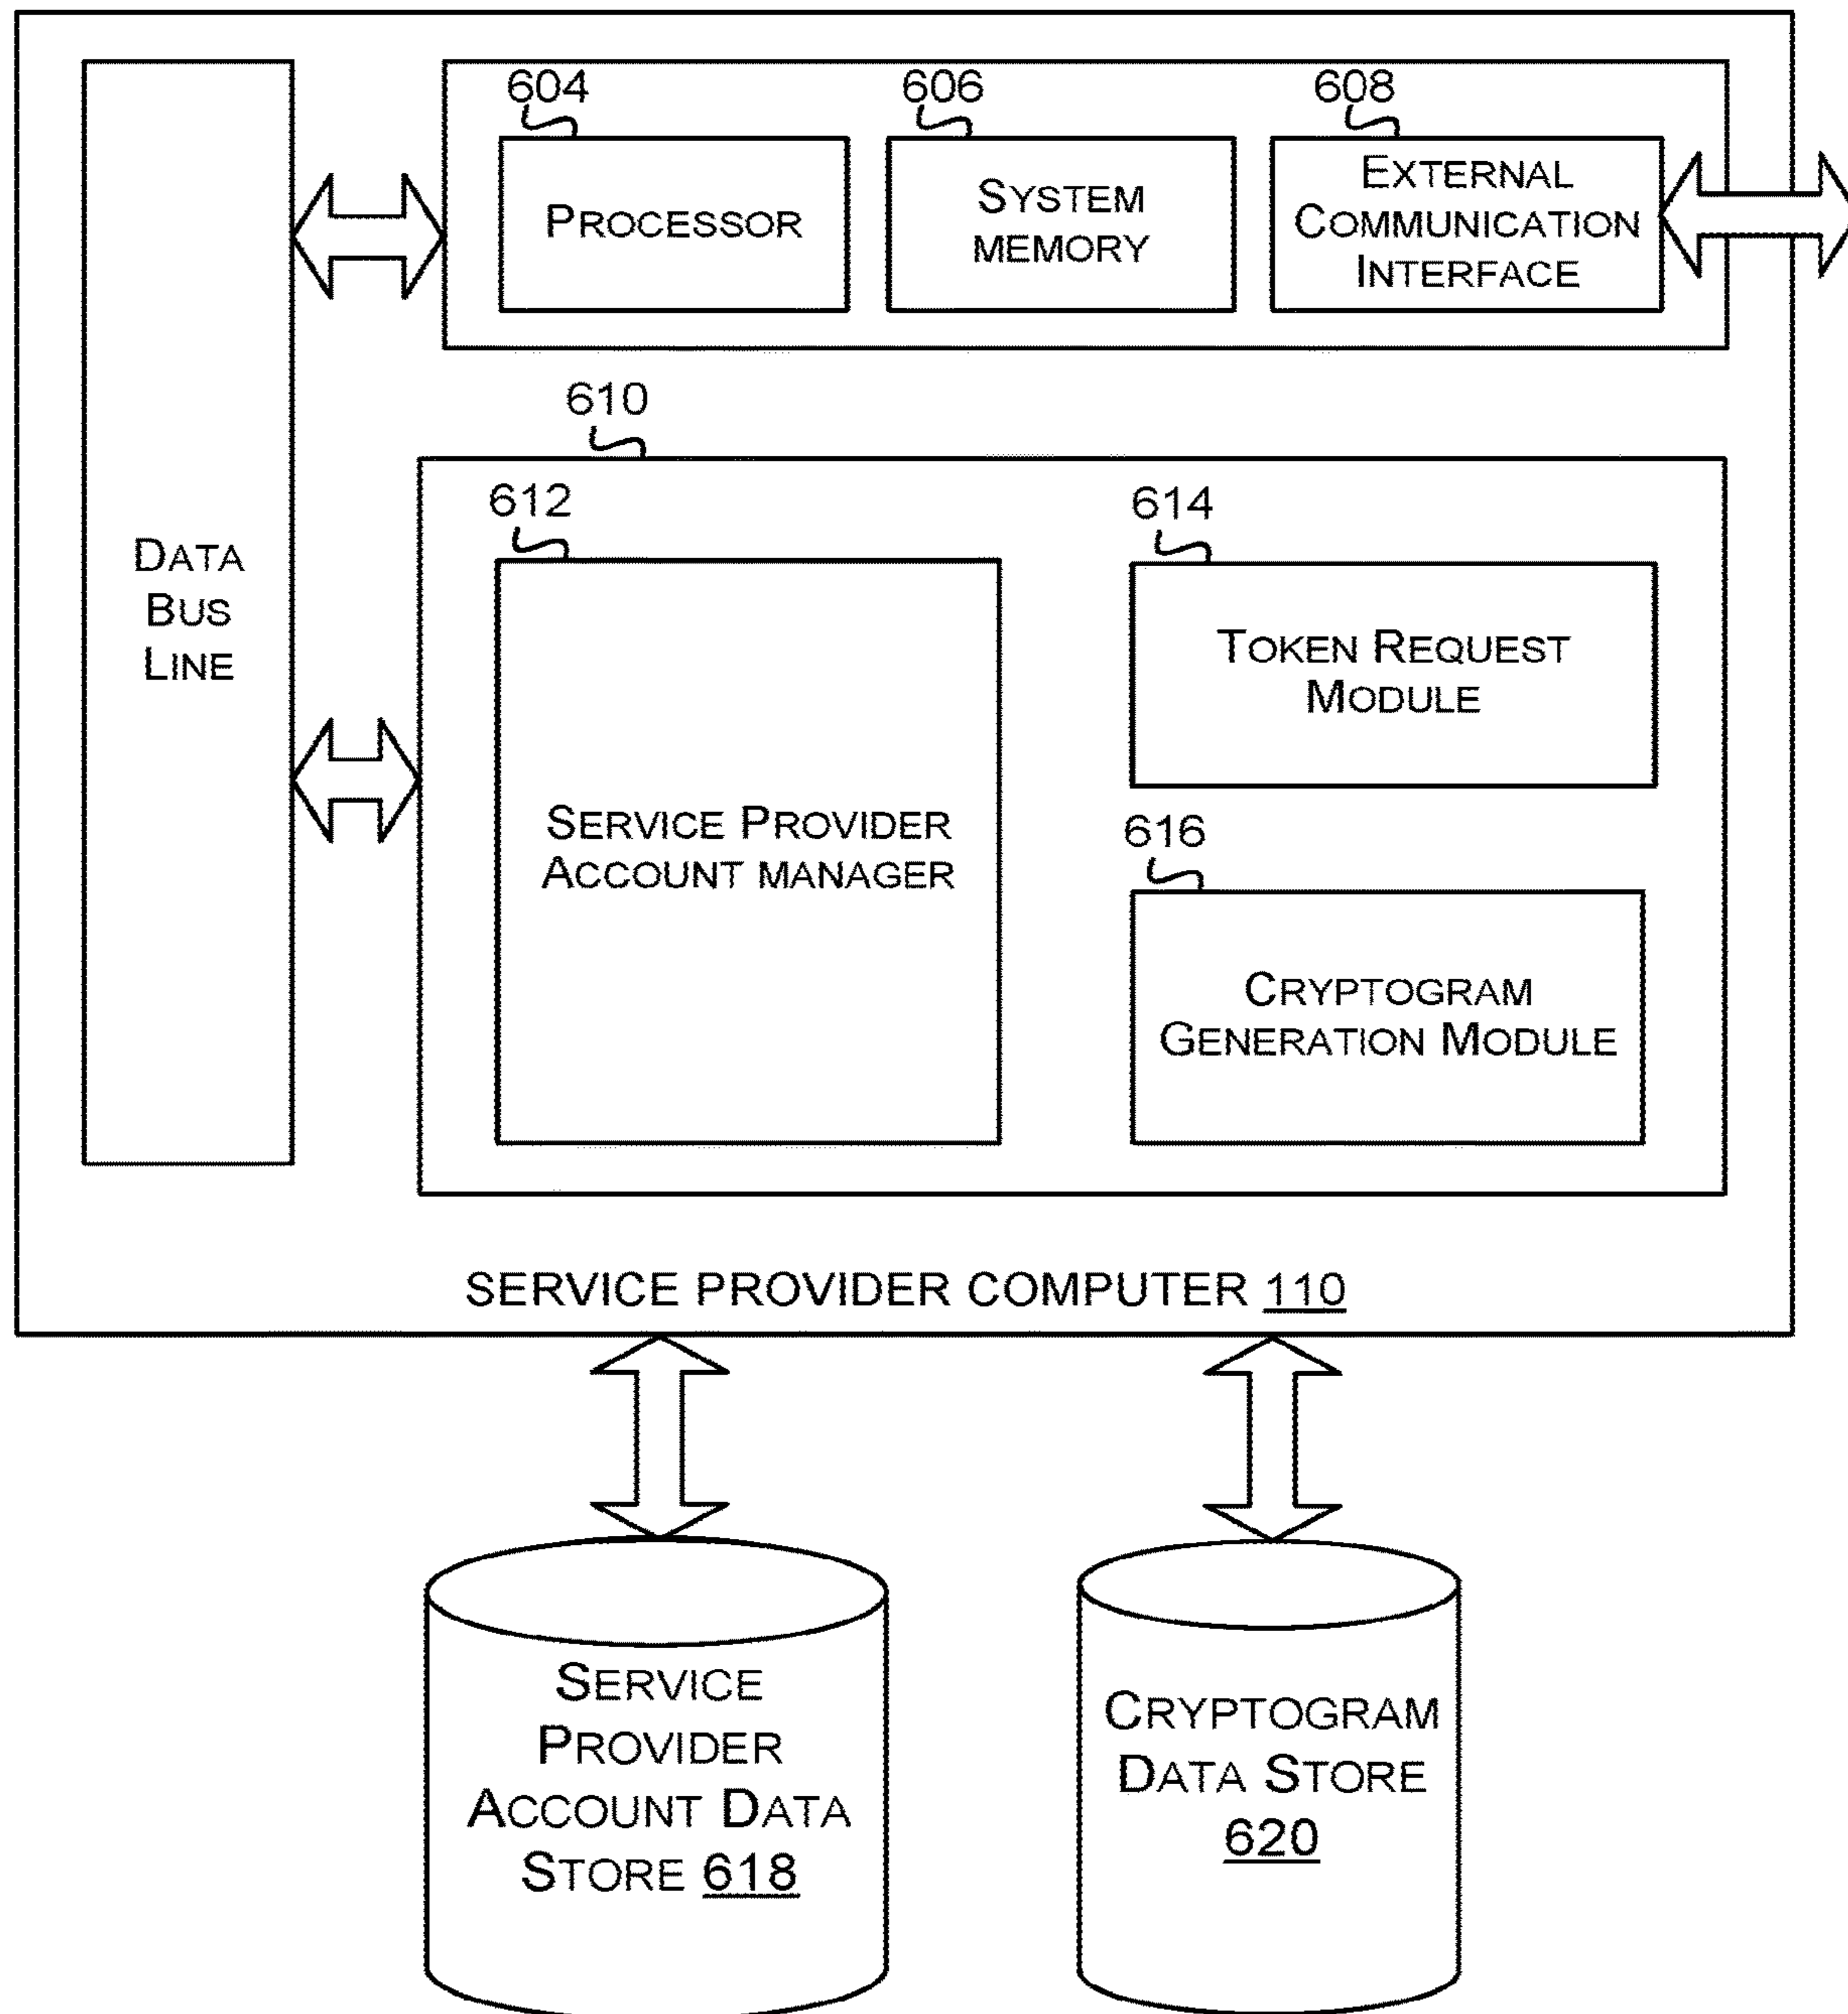 604
606
608
PROCESSOR
SYSTEM
MEMORY
EXTERNAL
COMMUNICATION
INTERFACE
610
612
614
DATA
BUS
LINE
TOKEN REQUEST
MODULE
SERVICE PROVIDER
ACCOUNT MANAGER
616
CRYPTOGRAM
GENERATION MODULE
SERVICE PROVIDER COMPUTER 110
SERVICE
PROVIDER
ACCOUNT DATA
STORE 618
CRYPTOGRAM
DATA STORE
620